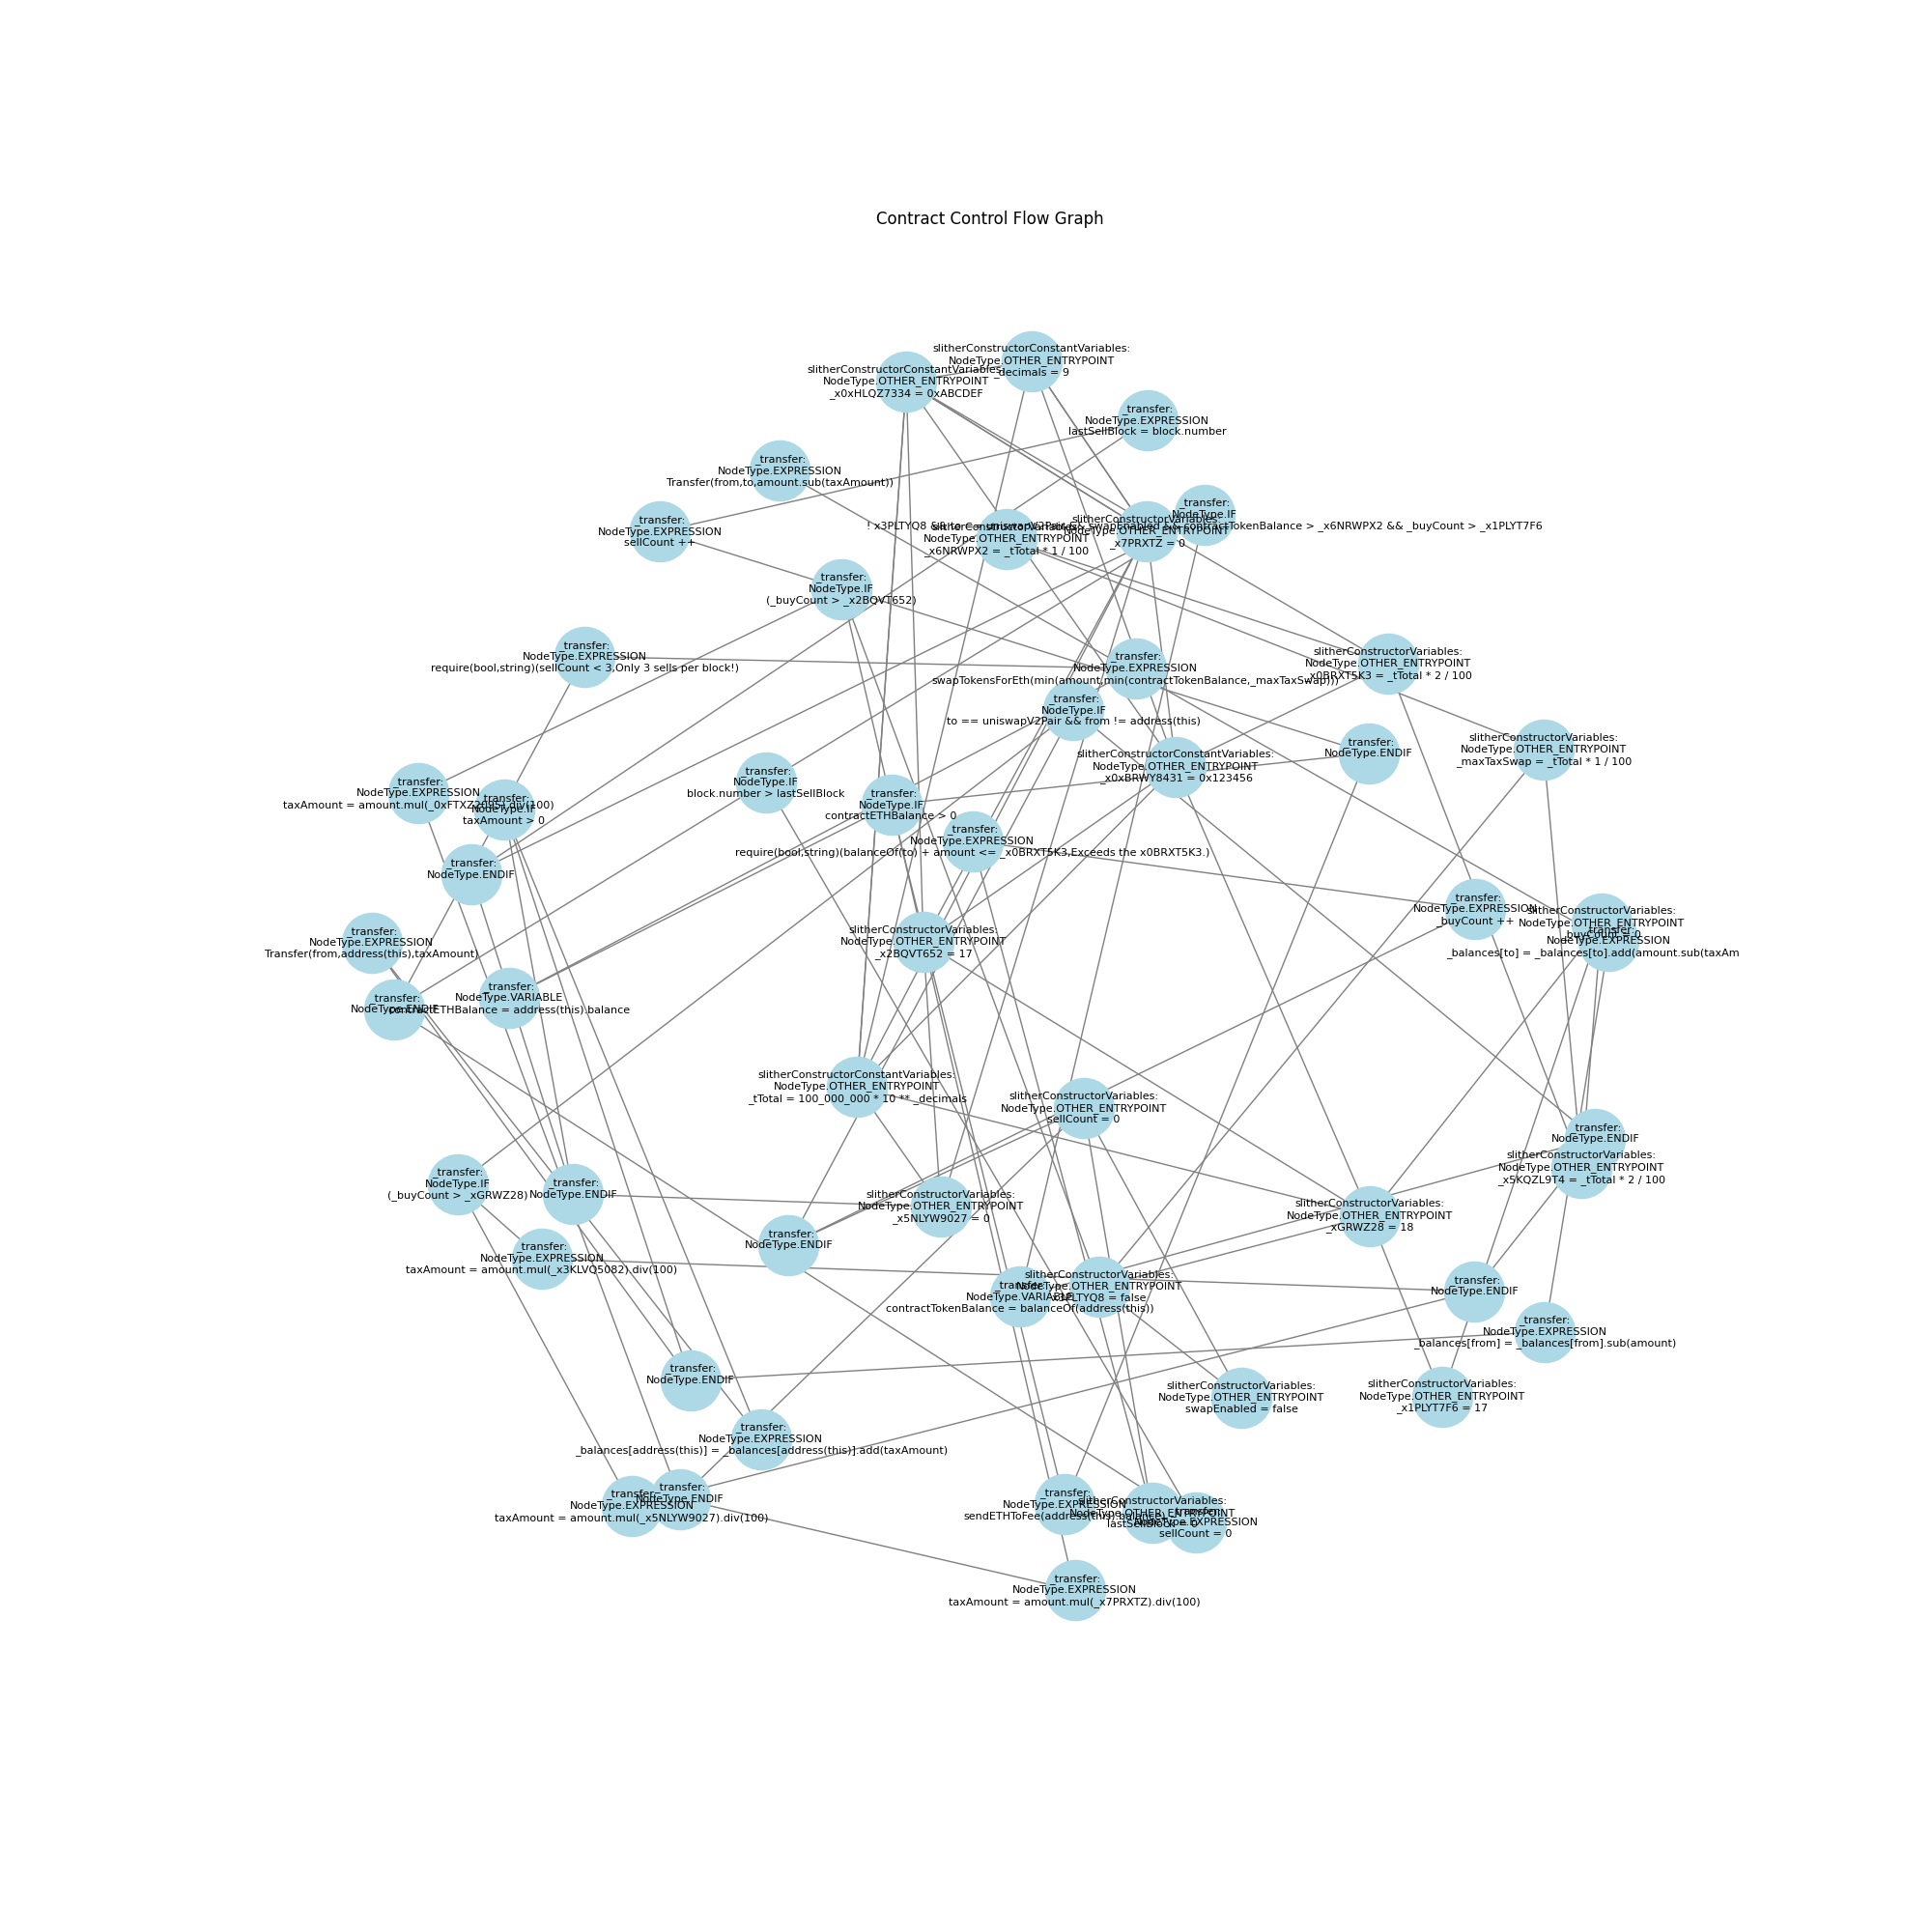 Contract Control Flow Graph
slitherConstructorConstantVariables:
NodeType.OTHER_ENTRYPOINT
_decimals = 9
slitherConstructorConstantVariables:
NodeType.OTHER_ENTRYPOINT
_x0xHLQZ7334 = 0xABCDEF
_transfer:
NodeType.EXPRESSION
lastSellBlock = block.number
_transfer:
NodeType.EXPRESSION
Transfer(from,to,amount.sub(taxAmount))
_transfer:
NodeType.EXPRESSION
sellCount ++
_transfer:
NodeType.IF
! x3PLTYQ8 && to == uniswapV2Pair && swapEnabled && contractTokenBalance > _x6NRWPX2 && _buyCount > _x1PLYT7F6
slitherConstructorVariables:
NodeType.OTHER_ENTRYPOINT
_x6NRWPX2 = _tTotal * 1 / 100
slitherConstructorVariables:
NodeType.OTHER_ENTRYPOINT
_x7PRXTZ = 0
_transfer:
NodeType.IF
(_buyCount > _x2BQVT652)
_transfer:
NodeType.EXPRESSION
require(bool,string)(sellCount < 3,Only 3 sells per block!)
_transfer:
NodeType.EXPRESSION
swapTokensForEth(min(amount,min(contractTokenBalance,_maxTaxSwap)))
slitherConstructorVariables:
NodeType.OTHER_ENTRYPOINT
_x0BRXT5K3 = _tTotal * 2 / 100
_transfer:
NodeType.IF
to == uniswapV2Pair && from != address(this)
_transfer:
NodeType.ENDIF
slitherConstructorVariables:
NodeType.OTHER_ENTRYPOINT
_maxTaxSwap = _tTotal * 1 / 100
slitherConstructorConstantVariables:
NodeType.OTHER_ENTRYPOINT
_x0xBRWY8431 = 0x123456
_transfer:
NodeType.IF
block.number > lastSellBlock
_transfer:
NodeType.EXPRESSION
taxAmount = amount.mul(
.div(100)
_transfer:
NodeType.IF
taxAmount > 0
_transfer:
NodeType.IF
contractETHBalance > 0
_transfer:
NodeType.EXPRESSION
require(bool,string)(balanceOf(to) + amount <= _x0BRXT5K3,Exceeds the x0BRXT5K3.)
_transfer:
NodeType.ENDIF
_transfer:
NodeType.EXPRESSION
_buyCount ++
slitherConstructorVariables:
NodeType.OTHER_ENTRYPOINT
_buyCount = 0
_transfer:
NodeType.EXPRESSION
_balances[to] = _balances[to].add(amount.sub(taxAm
_transfer:
NodeType.EXPRESSION
Transfer(from,address(this),taxAmount)
slitherConstructorVariables:
NodeType.OTHER_ENTRYPOINT
_x2BQVT652 = 17
_transfer:
NodeType.VARIABLE
contractETHBalance = address(this).balance
_transfer:
NodeType.ENDIF
slitherConstructorConstantVariables:
NodeType.OTHER_ENTRYPOINT
_tTotal = 100_000_000 * 10 ** _decimals
slitherConstructorVariables:
NodeType.OTHER_ENTRYPOINT
sellCount = 0
_transfer:
NodeType.ENDIF
slitherConstructorVariables:
NodeType.OTHER_ENTRYPOINT
_x5KQZL9T4 = _tTotal * 2 / 100
_transfer:
NodeType.IF
(_buyCount > _xGRWZ28)
_transfer:
NodeType.ENDIF
slitherConstructorVariables:
NodeType.OTHER_ENTRYPOINT
_x5NLYW9027 = 0
slitherConstructorVariables:
NodeType.OTHER_ENTRYPOINT
_xGRWZ28 = 18
_transfer:
NodeType.ENDIF
_transfer:
NodeType.EXPRESSION
taxAmount = amount.mul(_x3KLVQ5082).div(100)
slitherConstructorVariables:
NodeType.OTHER_ENTRYPOINT
x3PLTYQ8 = false
_transfer:
NodeType.VARIABLE
contractTokenBalance = balanceOf(address(this))
_transfer:
NodeType.ENDIF
_transfer:
NodeType.EXPRESSION
_balances[from] = _balances[from].sub(amount)
_transfer:
NodeType.ENDIF
slitherConstructorVariables:
NodeType.OTHER_ENTRYPOINT
swapEnabled = false
slitherConstructorVariables:
NodeType.OTHER_ENTRYPOINT
_x1PLYT7F6 = 17
_transfer:
NodeType.EXPRESSION
_balances[address(this)] = _balances[address(this)].add(taxAmount)
_transfer:
NodeType.EXPRESSION
taxAmount = amount.mul(_x5NLYW9027).div(100)
_transfer:
NodeType.ENDIF
_transfer:
NodeType.EXPRESSION
sendETHToFee(address(this).balance)
slitherConstructorVariables:
NodeType.OTHER_ENTRYPOINT
lastSellBlock = 0
_transfer:
NodeType.EXPRESSION
sellCount = 0
_transfer:
NodeType.EXPRESSION
taxAmount = amount.mul(_x7PRXTZ).div(100)